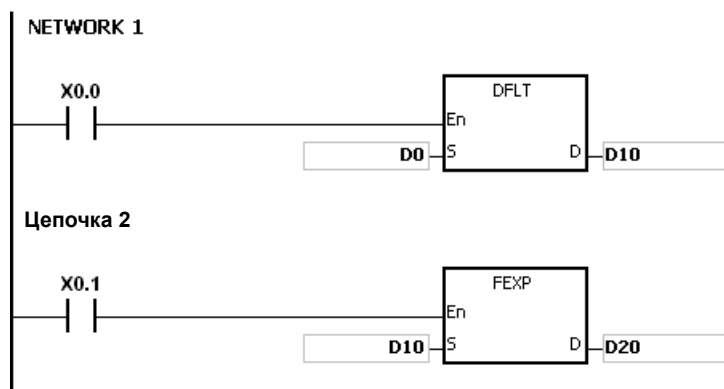 NETWORK 1
X0.0
DFLT
En
D0 S D D10
Цепочка 2
X0.1
FEXP
En
D10 S D D20